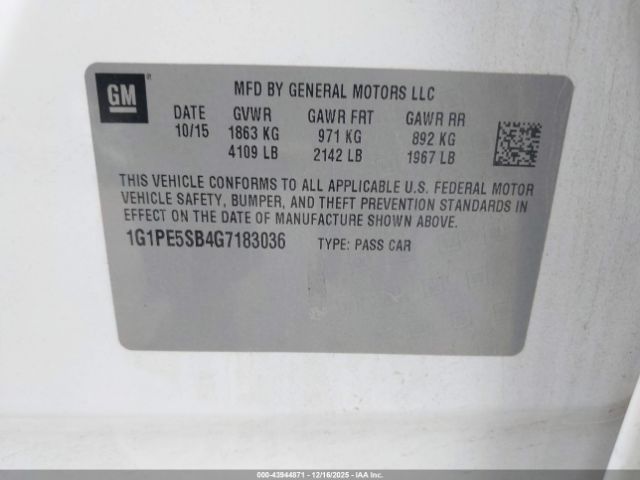 GM
MFD BY GENERAL MOTORS LLC
DATE GVWR GAWR FRT GAWR RR
10/15 1863 KG 971 KG 892 KG
4109 LB 2142 LB 1967 LB
THIS VEHICLE CONFORMS TO ALL APPLICABLE U.S. FEDERAL MOTOR
VEHICLE SAFETY, BUMPER, AND THEFT PREVENTION STANDARDS IN
EFFECT ON THE DATE OF MANUFACTURE SHOWN ABOVE.
1G1PE5SB4G7183036 TYPE: PASS CAR
000-43944871 | 12/16/2025 | IAA Inc. Copyright